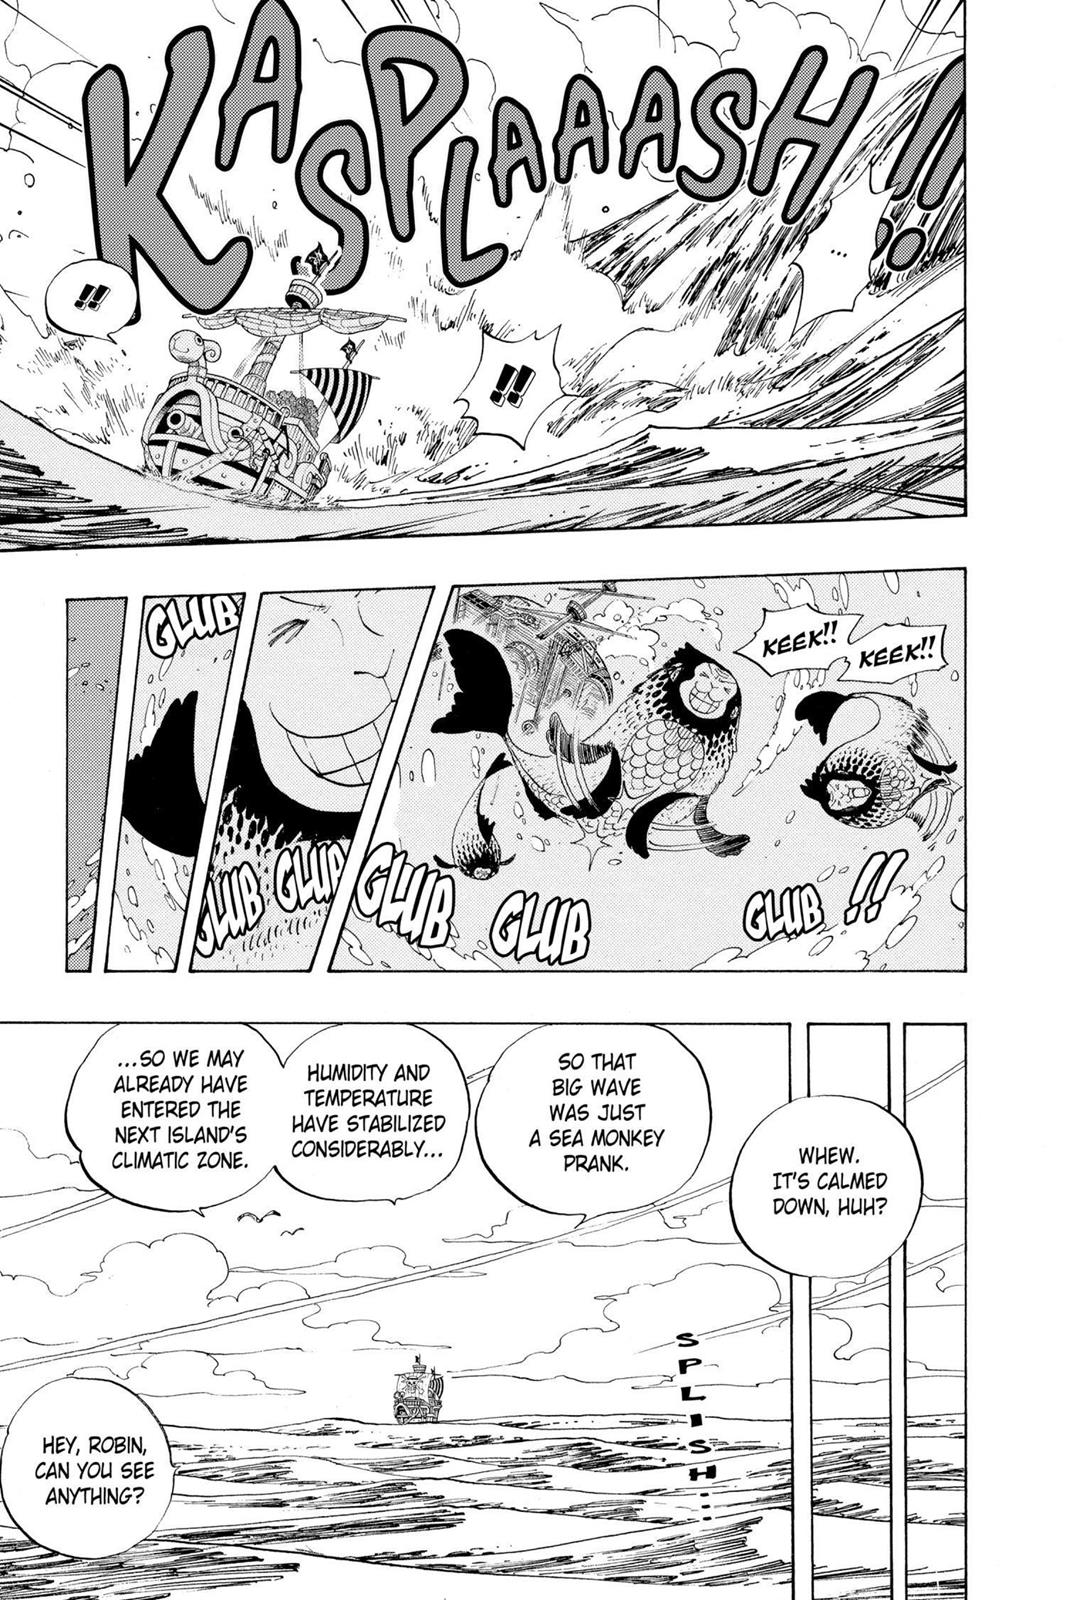 KASPLAAASH!!
...
!!
!!
KEEK!!
KEEK!!
GLUB!!
GLUB
GLUB
GLUB
GLUB
GLUB
WHEW.
IT'S CALMED
DOWN, HUH?
SO THAT
BIG WAVE
WAS JUST
A SEA MONKEY
PRANK.
HUMIDITY AND
TEMPERATURE
HAVE STABILIZED
CONSIDERABLY...
...SO WE MAY
ALREADY HAVE
ENTERED THE
NEXT ISLAND'S
CLIMATIC ZONE.
SPLISH...
HEY, ROBIN,
CAN YOU SEE
ANYTHING?